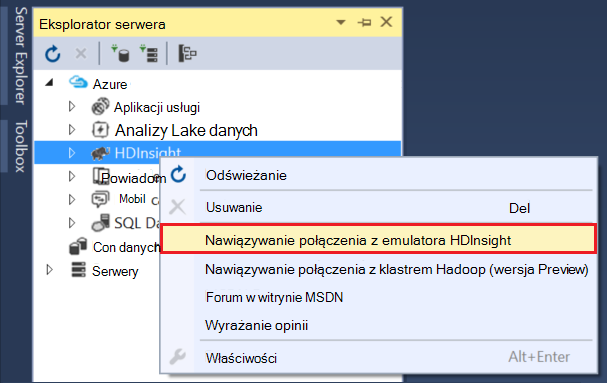 Server Explorer
Toolbox
Eksplorator serwera
Azure
Aplikacji usługi
Analizy Lake danych
HDInsight
Powiadom
Mobil
SQL Da
Con danych
Serwery
Odświeżanie
Usuwanie Del
Nawiązywanie połączenia z emulatora HDInsight
Nawiązywanie połączenia z klastrem Hadoop (wersja Preview)
Forum w witrynie MSDN
Wyrażanie opinii
Właściwości Alt+Enter